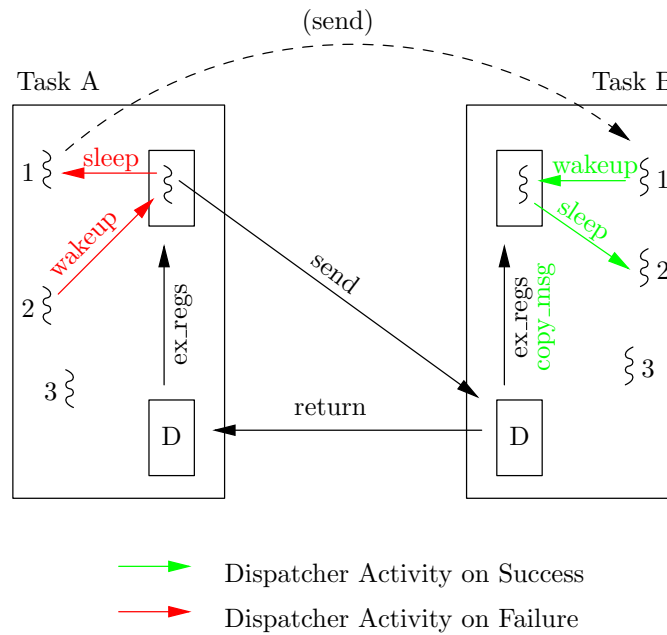 (send)
Task A
Task B
1
sleep
wakeup
1
wakeup
sleep
2
2
send
ex_regs
ex_regs
copy_msg
3
3
return
D
D
Dispatcher Activity on Success
Dispatcher Activity on Failure